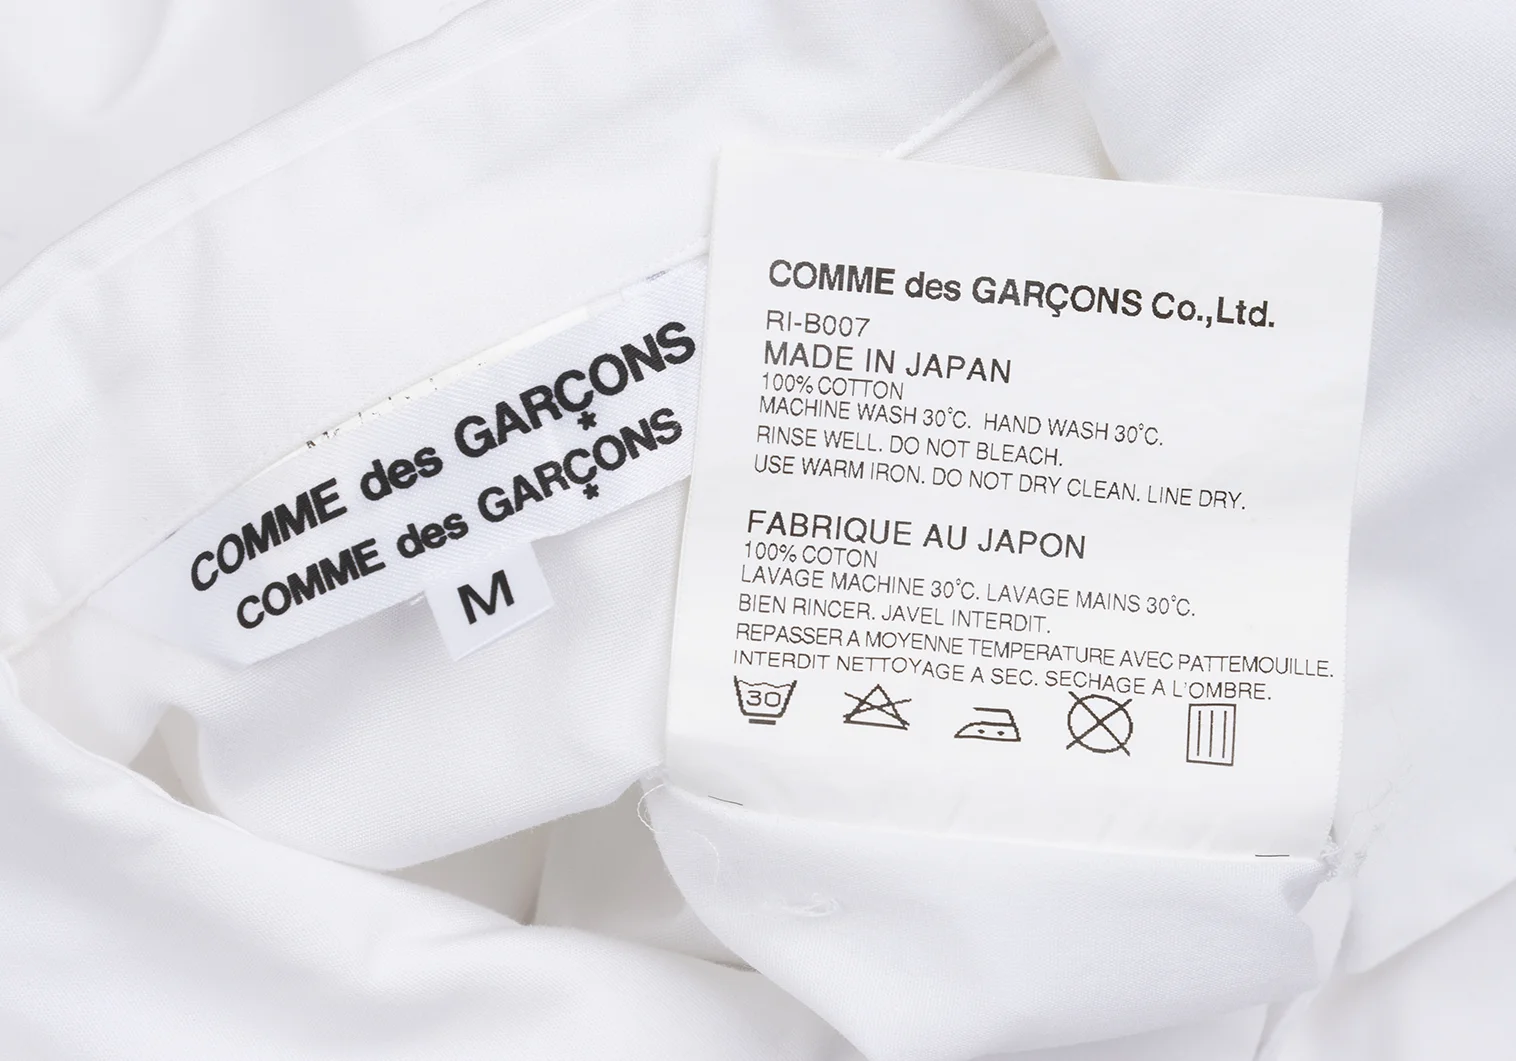 COMME des GARÇONS
COMME des GARÇONS
M
COMME des GARÇONS Co.,Ltd.
RI-B007
MADE IN JAPAN
100% COTTON
MACHINE WASH 30°C. HAND WASH 30°C.
RINSE WELL. DO NOT BLEACH.
USE WARM IRON. DO NOT DRY CLEAN. LINE DRY.
FABRIQUE AU JAPON
100% COTON
LAVAGE MACHINE 30°C. LAVAGE MAINS 30°C.
BIEN RINCER. JAVEL INTERDIT.
REPASSER A MOYENNE TEMPERATURE AVEC PATTEMOUILLE.
INTERDIT NETTOYAGE A SEC. SECHAGE A L'OMBRE.
30